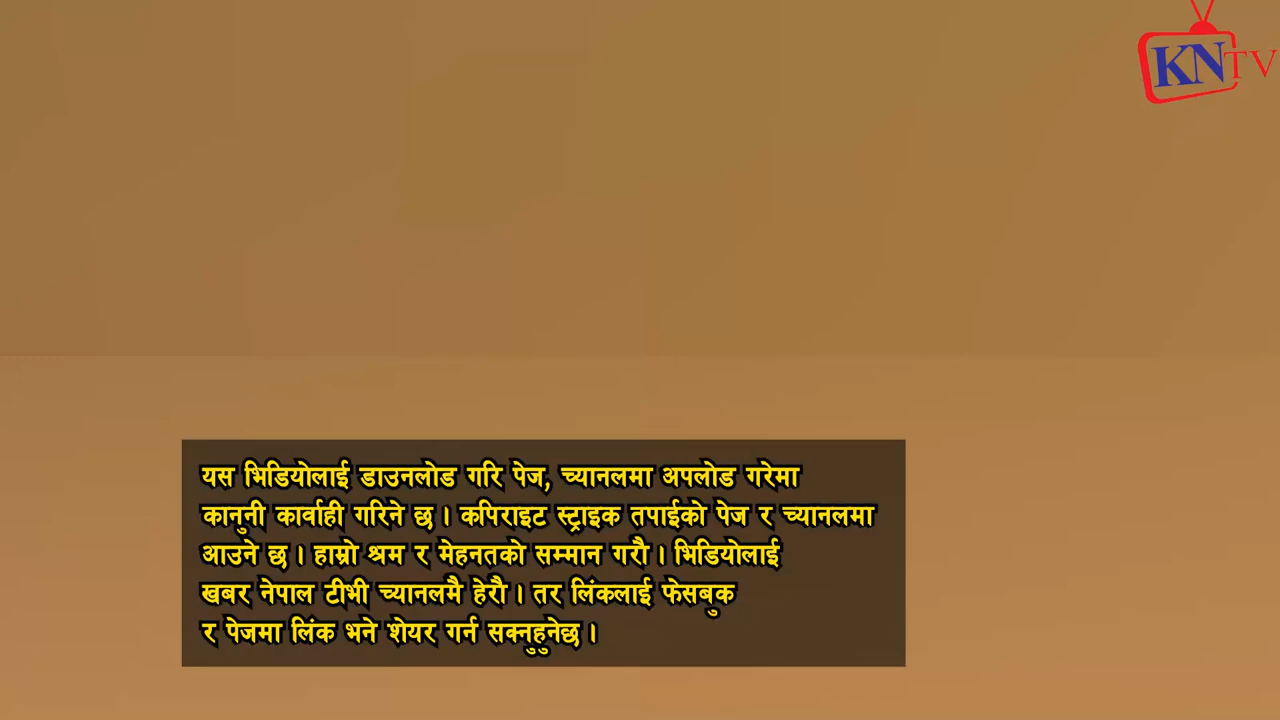 KNTV
यस भिडियोलाई डाउनलोड गरि पेज, च्यानलमा अपलोड गरेमा
कानुनी कार्वाही गरिने छ । कपिराइट स्ट्राइक तपाईको पेज र च्यानलमा
आउने छ । हाम्रो श्रम र मेहनतको सम्मान गरौ । भिडियोलाई
खबर नेपाल टीभी च्यानलमै हेरौ । तर लिंकलाई फेसबुक
र पेजमा लिंक भने शेयर गर्न सक्नुहुनेछ ।